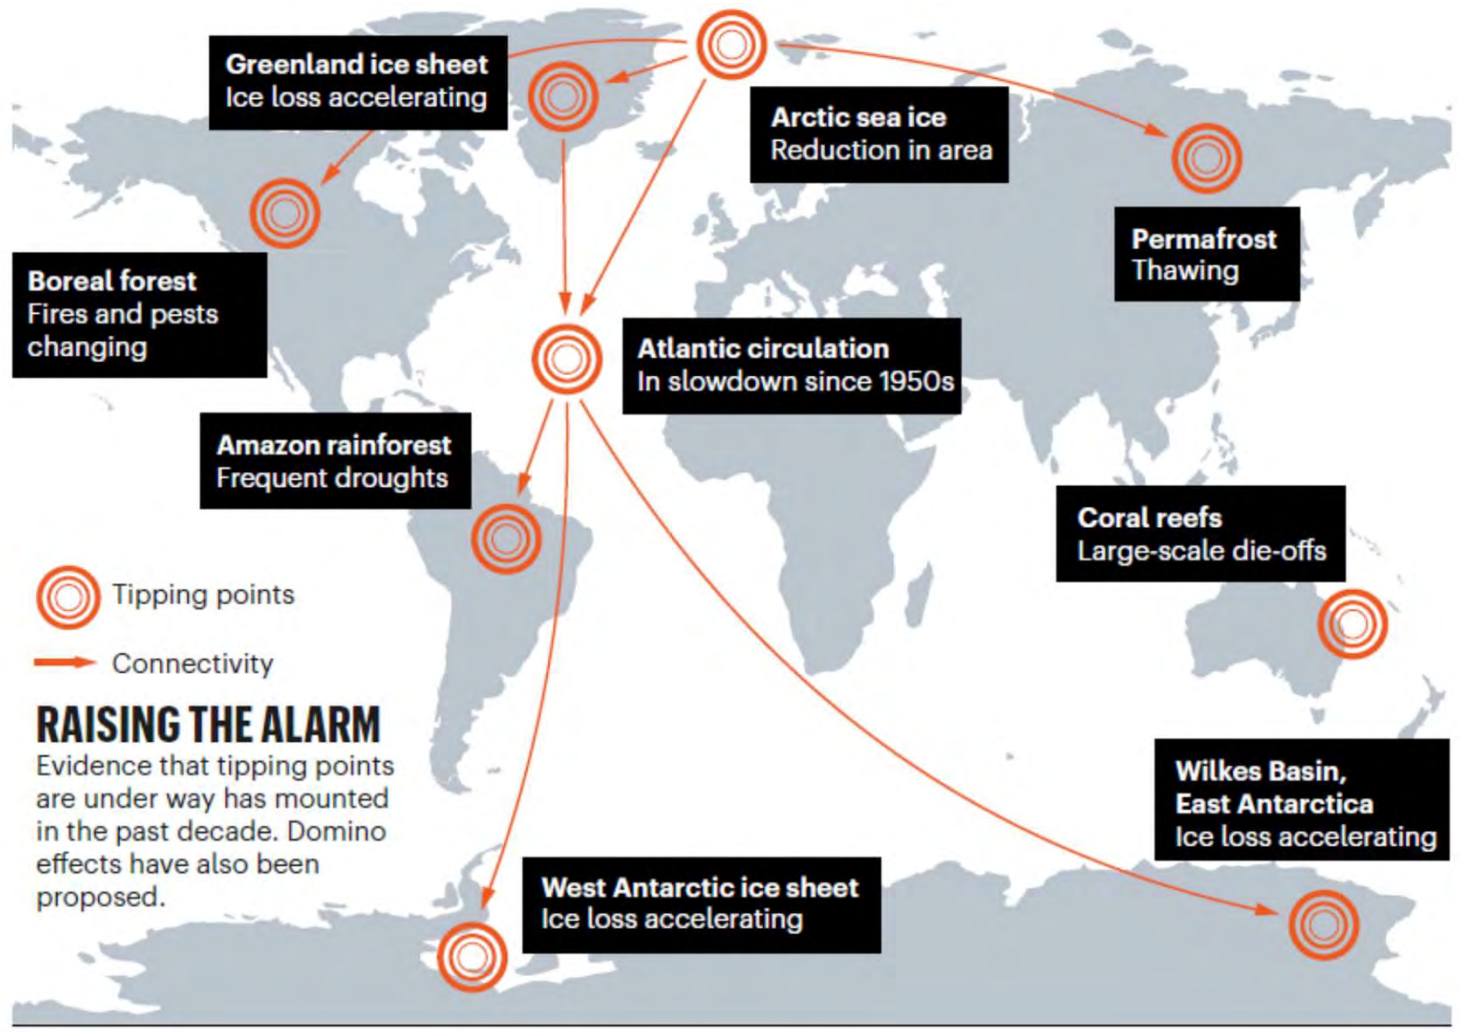 Greenland ice sheet
Ice loss accelerating
Arctic sea ice
Reduction in area
Permafrost
Thawing
Boreal forest
Fires and pests
changing
Atlantic circulation
In slowdown since 1950s
Amazon rainforest
Frequent droughts
Coral reefs
Large-scale die-offs
Tipping points
Connectivity
RAISING THE ALARM
Evidence that tipping points
are under way has mounted
in the past decade. Domino
effects have also been
proposed.
Wilkes Basin,
East Antarctica
Ice loss accelerating
West Antarctic ice sheet
Ice loss accelerating